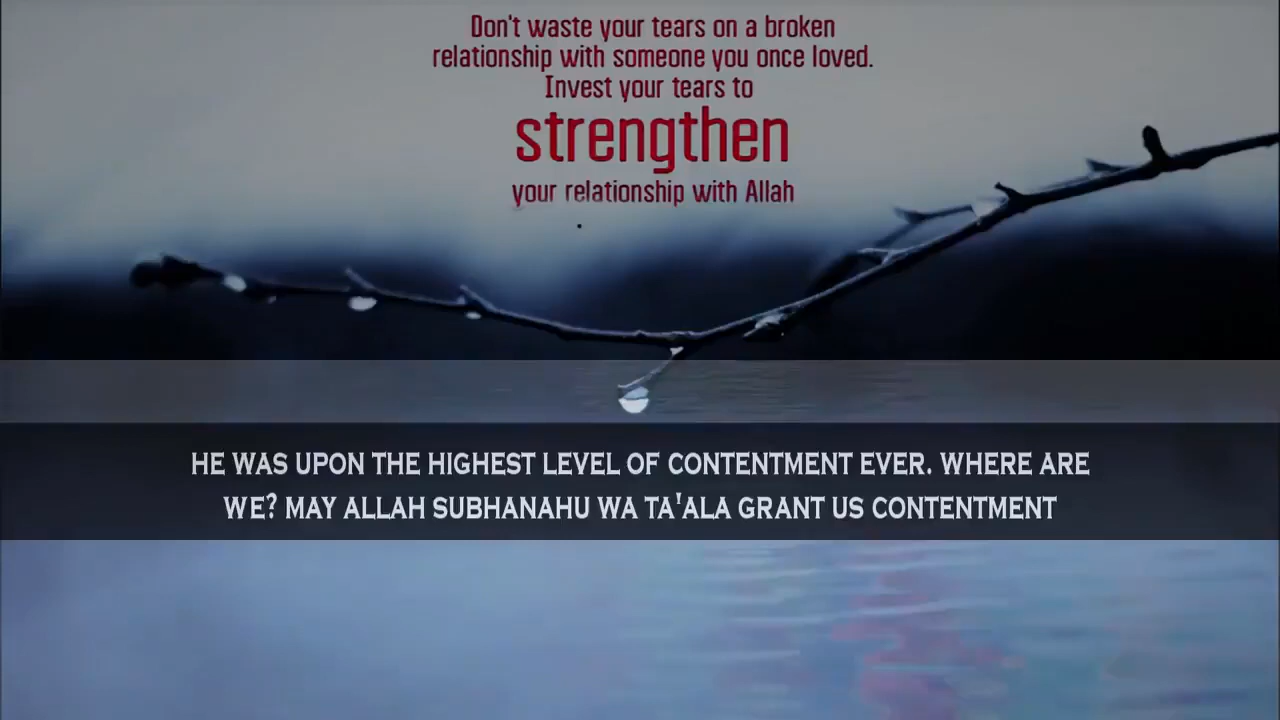 Don't waste your tears on a broken
relationship with someone you once loved.
Invest your tears to
strengthen
your relationship with Allah
HE WAS UPON THE HIGHEST LEVEL OF CONTENTMENT EVER. WHERE ARE
WE? MAY ALLAH SUBHANAHU WA TA'ALA GRANT US CONTENTMENT